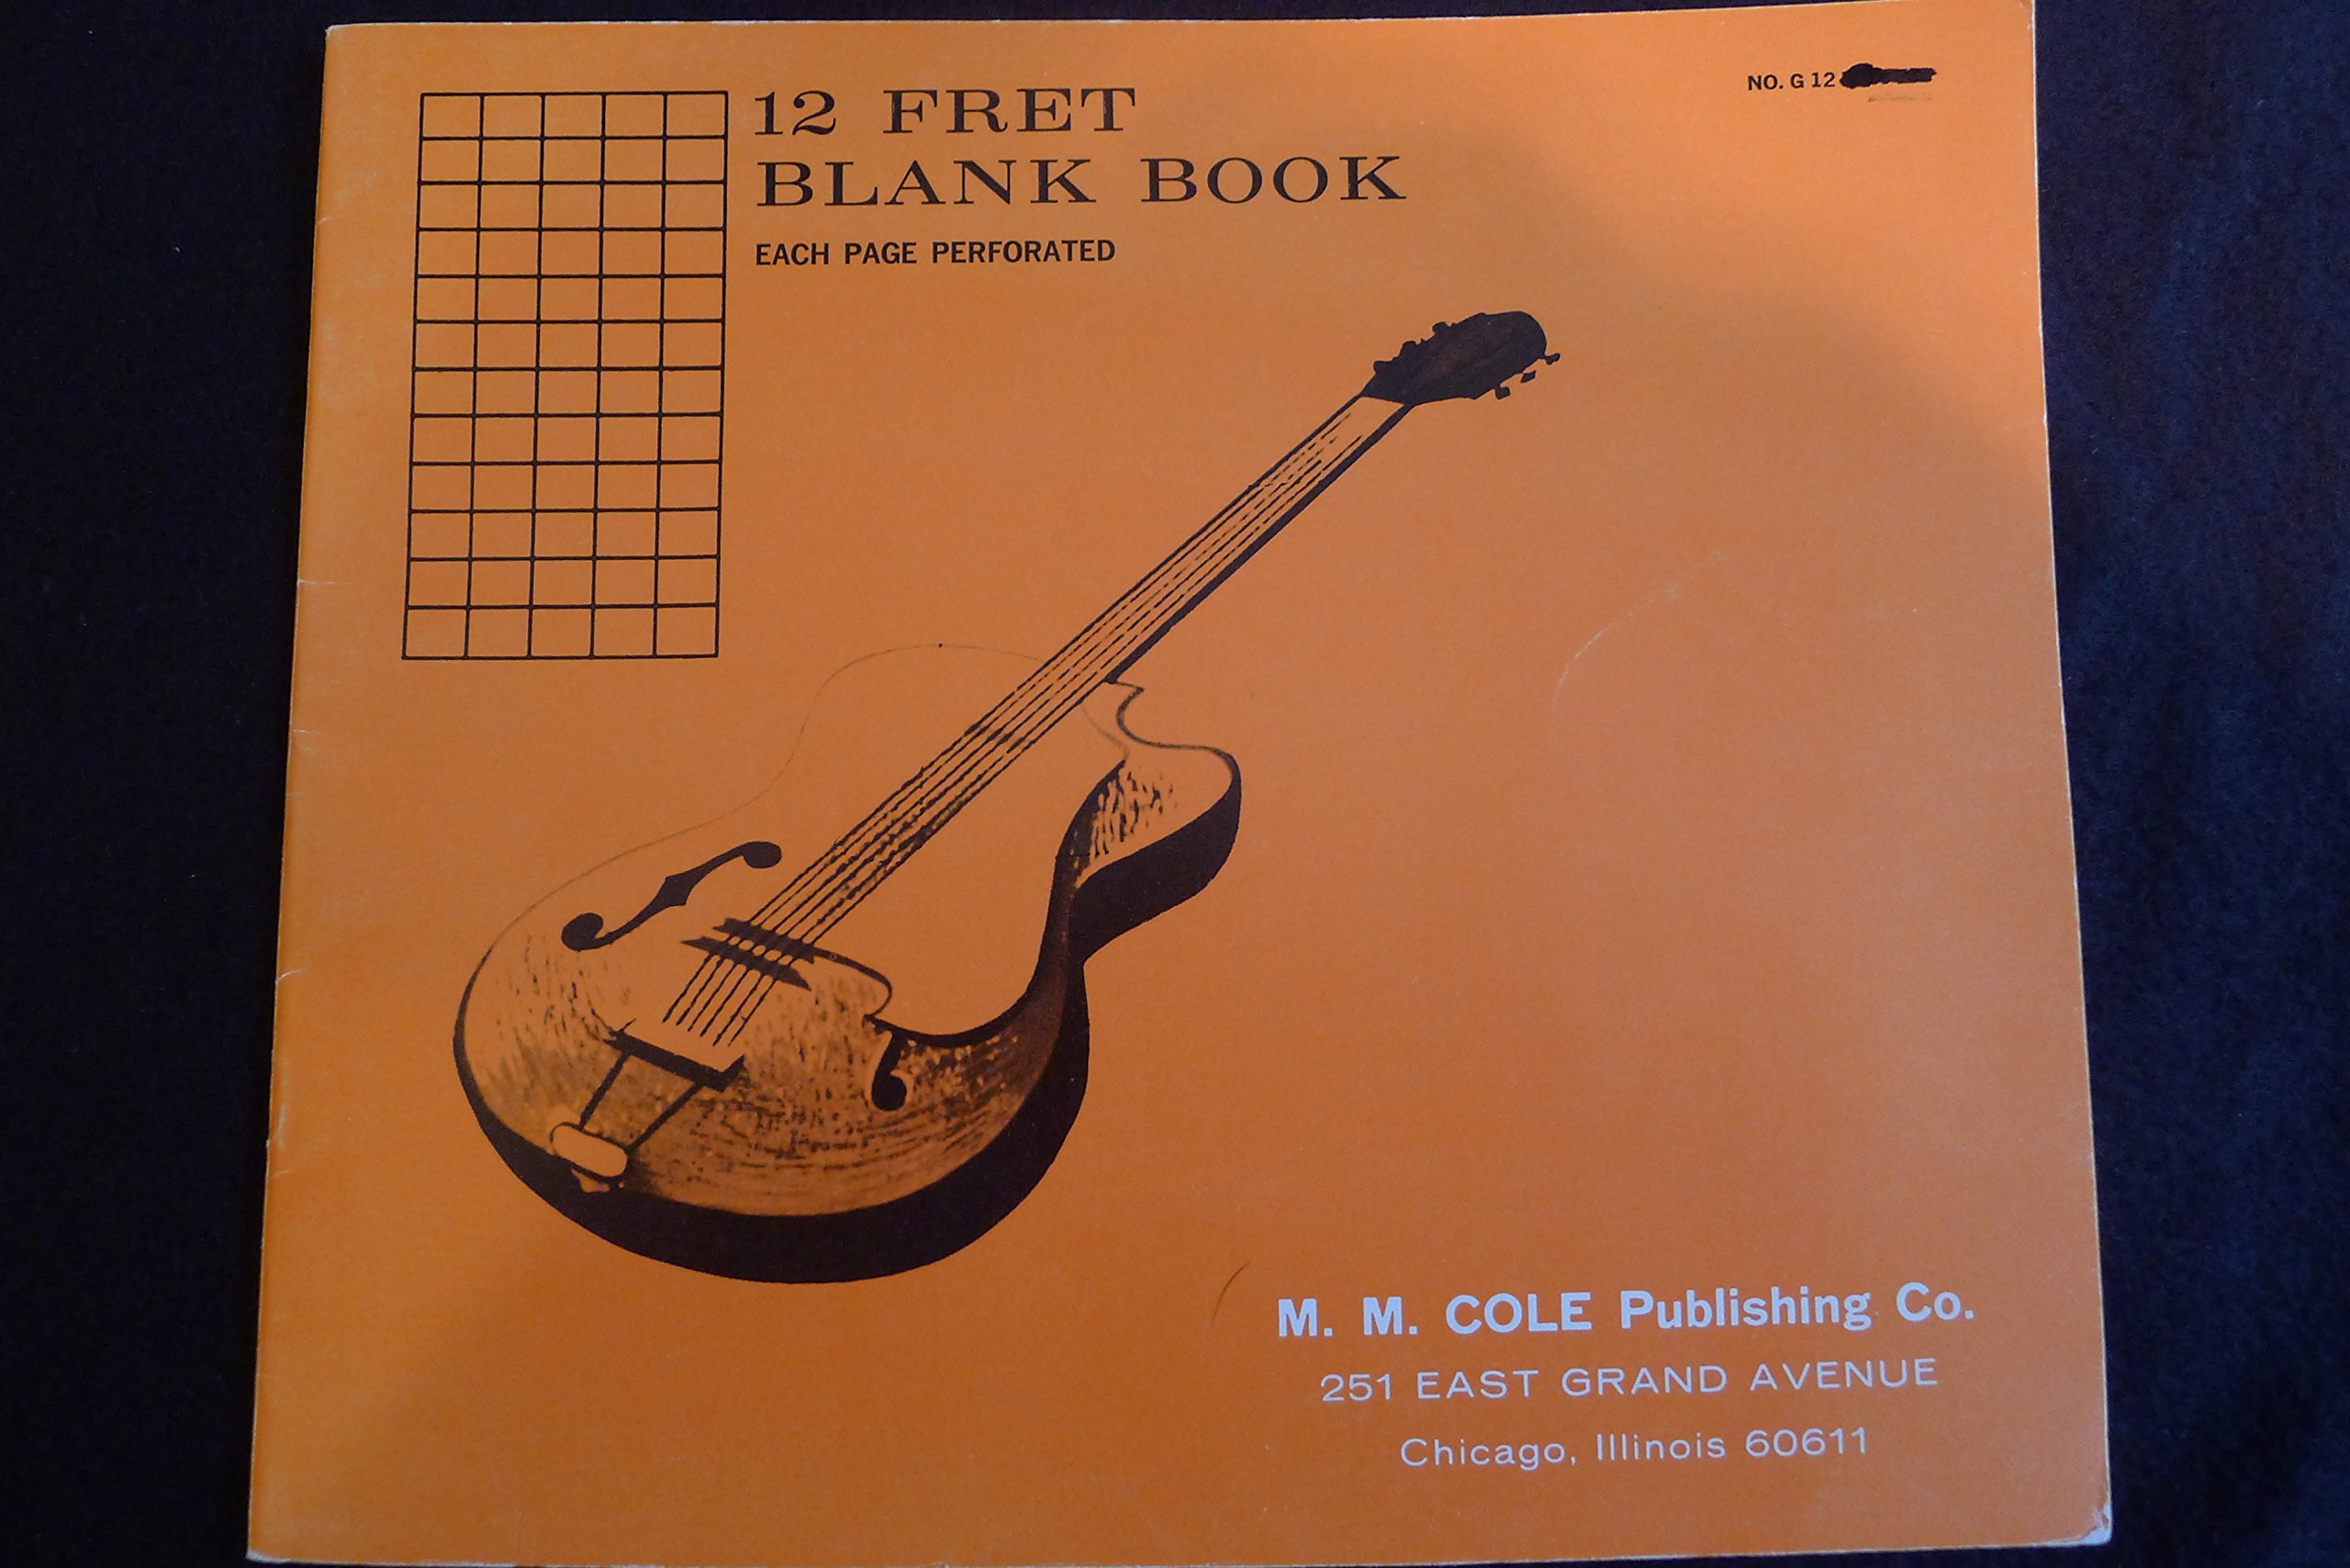 12 FRET
BLANK BOOK
EACH PAGE PERFORATED
NO. G 12
M. M. COLE Publishing Co.
251 EAST GRAND AVENUE
Chicago, Illinois 60611